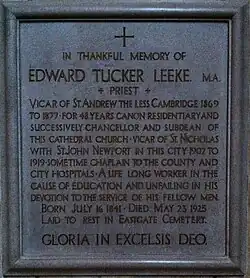 IN THANKFUL MEMORY OF
EDWARD TUCKER LEEKE. M.A.
+ PRIEST +
VICAR OF ST ANDREW THE LESS CAMBRIDGE 1869
TO 1877· FOR 48 YEARS CANON RESIDENTIARY AND
SUCCESSIVELY CHANCELLOR AND SUBDEAN OF
THIS CATHEDRAL CHURCH · VICAR OF ST NICHOLAS
WITH ST JOHN NEWPORT IN THIS CITY 1902 TO
1919· SOMETIME CHAPLAIN TO THE COUNTY AND
CITY HOSPITALS · A LIFE LONG WORKER IN THE
CAUSE OF EDUCATION AND UNFAILING IN HIS
DEVOTION TO THE SERVICE OF HIS FELLOW MEN.
BORN JULY 16 1841 · DIED MAY 23 1925
LAID TO REST IN EASTGATE CEMETERY.
GLORIA IN EXCELSIS DEO.